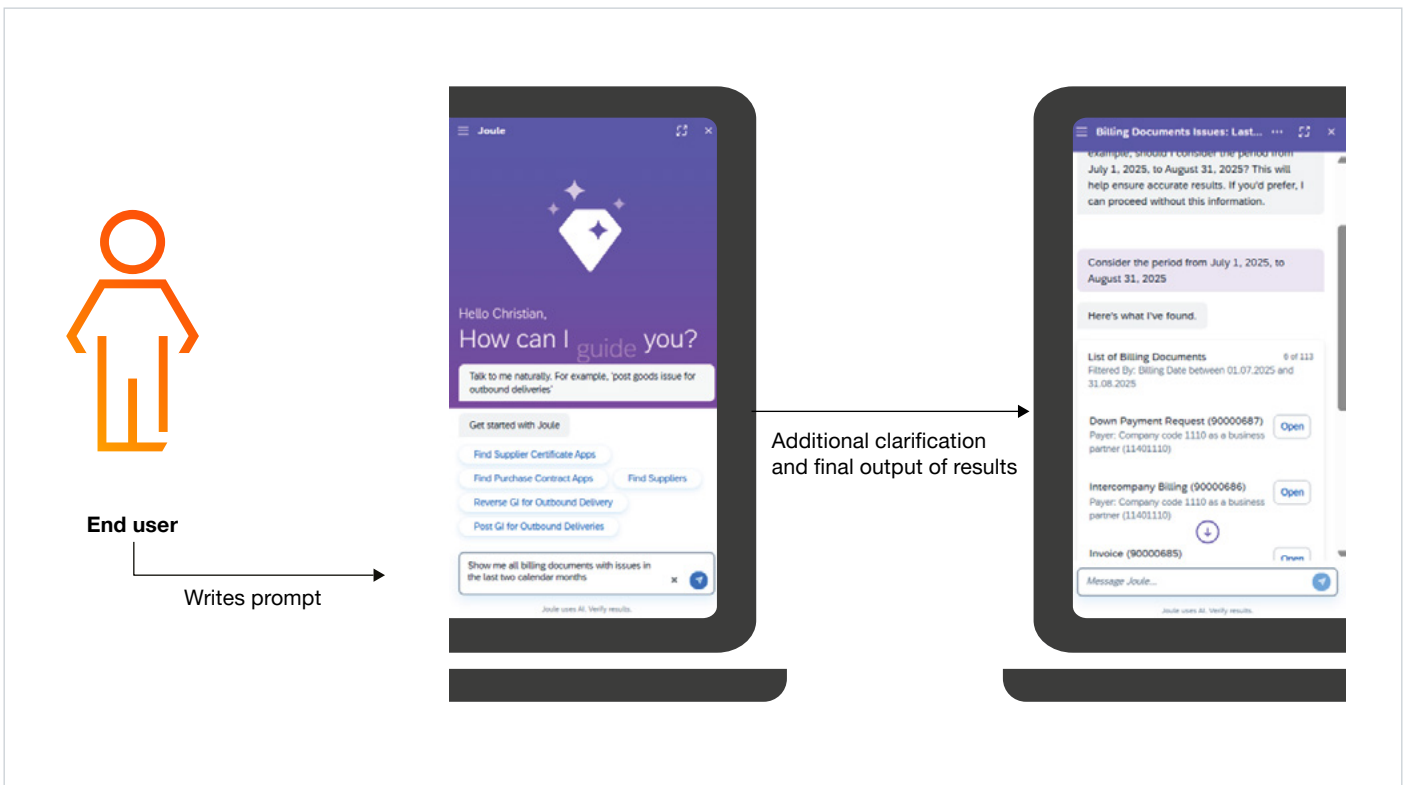 End user
Writes prompt
Joule
Hello Christian,
How can I guide you?
Talk to me naturally. For example, 'post goods issue for
outbound deliveries'
Get started with Joule
Find Supplier Certificate Apps
Find Purchase Contract Apps
Find Suppliers
Reverse GI for Outbound Delivery
Post GI for Outbound Deliveries
Show me all billing documents with issues in
the last two calendar months
Joule uses AI. Verify results.
Additional clarification
and final output of results
Billing Documents Issues: Last...
example, should I consider the period from
July 1, 2025, to August 31, 2025? This will
help ensure accurate results. If you'd prefer, I
can proceed without this information.
Consider the period from July 1, 2025, to
August 31, 2025
Here's what I've found.
List of Billing Documents
6 of 113
Filtered By: Billing Date between 01.07.2025 and
31.08.2025
Down Payment Request (90000687)
Open
Payer: Company code 1110 as a business
partner (11401110)
Intercompany Billing (90000686)
Open
Payer: Company code 1110 as a business
partner (11401110)
Invoice (90000685)
Open
Message Joule...
Joule uses AI. Verify results.